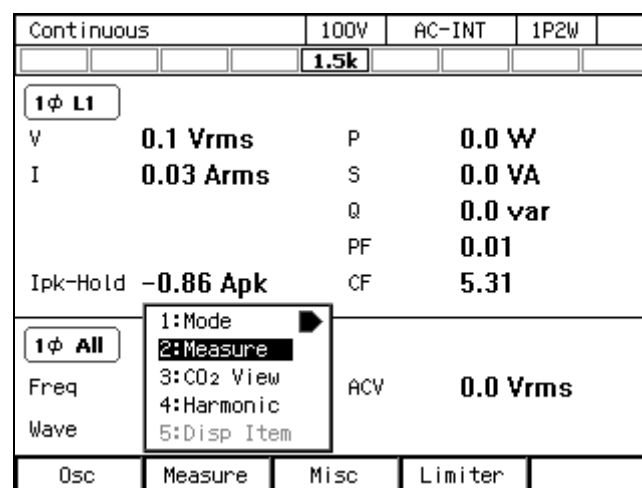 Continuous 100V AC-INT 1P2W
1.5k
1ϕ L1
V 0.1 Vrms P 0.0 W
I 0.03 Arms S 0.0 VA
Q 0.0 var
PF 0.01
Ipk-Hold -0.86 Apk CF 5.31
1:Mode
1ϕ All
2:Measure
3:CO₂ View
Freq ACV 0.0 Vrms
4:Harmonic
Wave
5:Disp Item
Osc Measure Misc Limiter